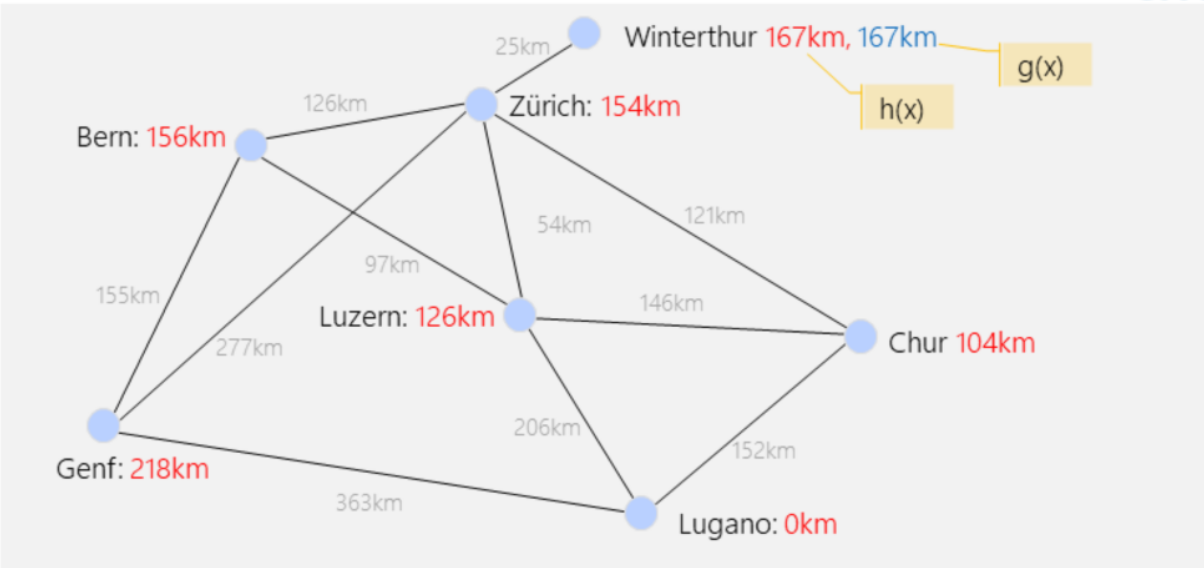 25km
Winterthur 167km, 167km
g(x)
h(x)
126km
Zürich: 154km
Bern: 156km
54km
121km
97km
155km
146km
Luzern: 126km
Chur 104km
277km
206km
152km
Genf: 218km
363km
Lugano: 0km